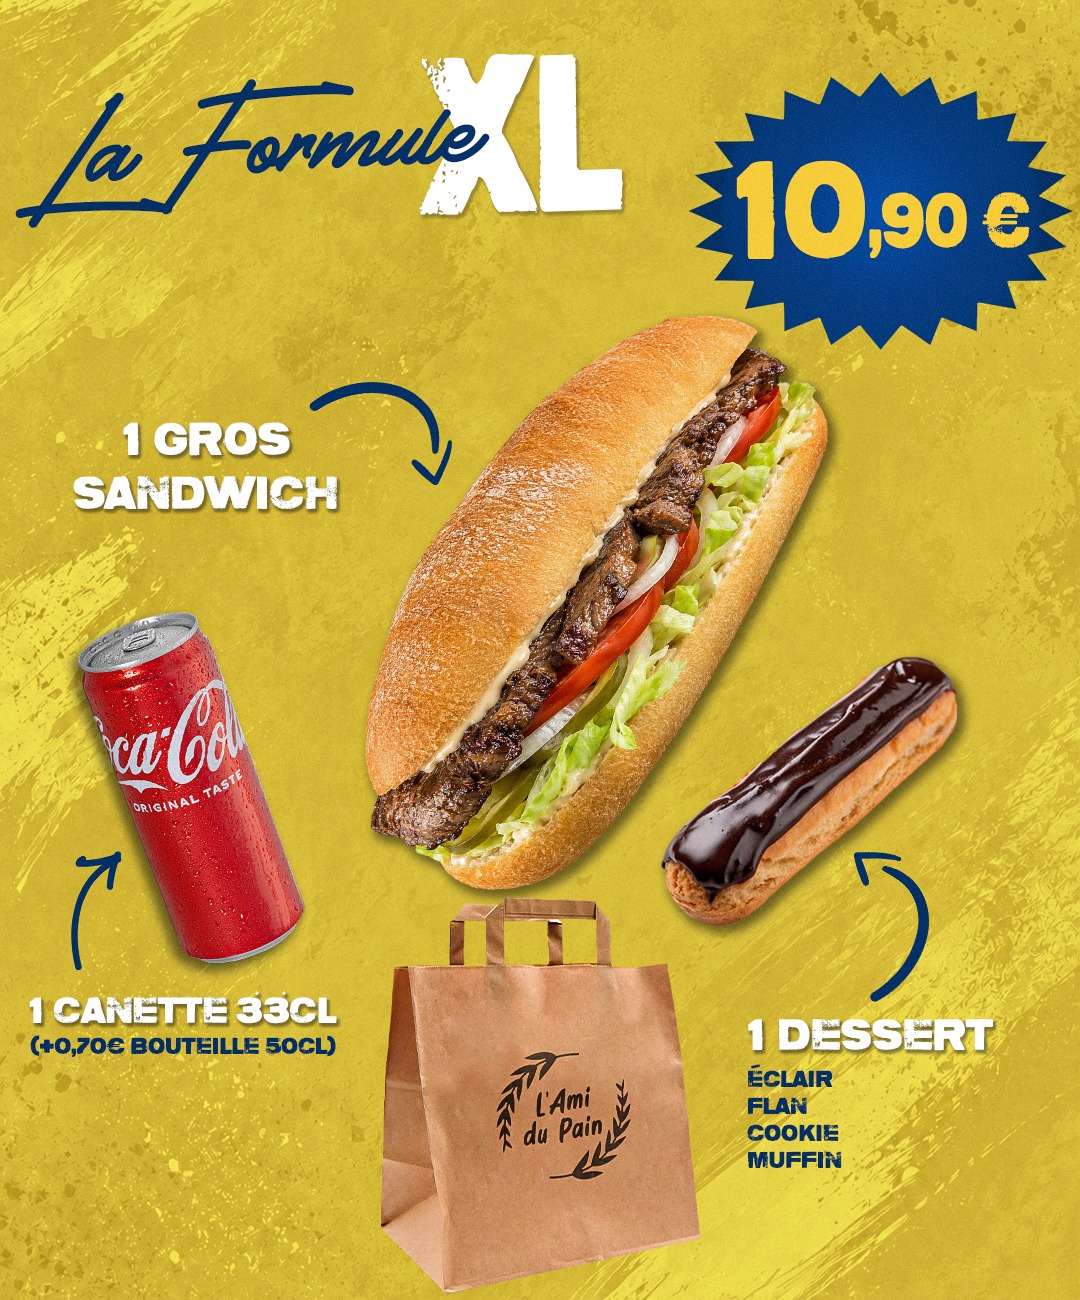 La Formule XL
10,90 €
1 GROS
SANDWICH
Coca-Cola
ORIGINAL TASTE
1 CANETTE 33CL
(+0,70€ BOUTEILLE 50CL)
1 DESSERT
ÉCLAIR
FLAN
COOKIE
MUFFIN
L'Ami
du Pain